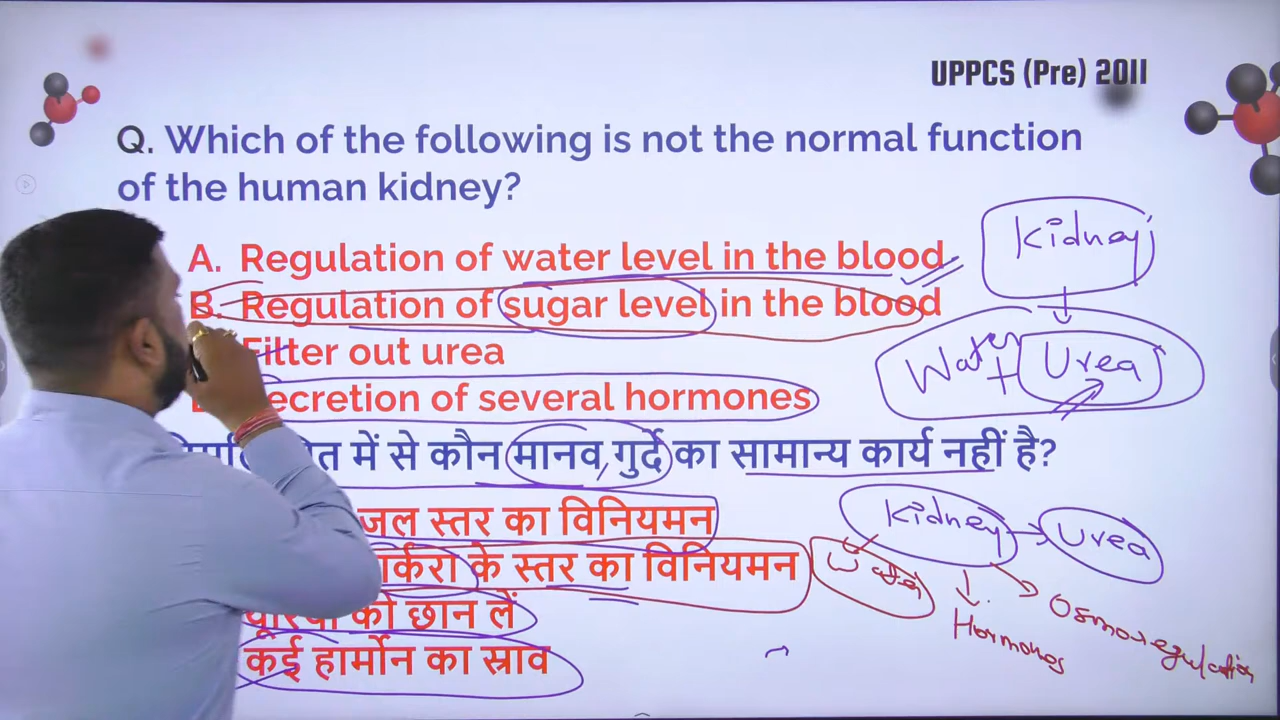 UPPCS (Pre) 2011
Q. Which of the following is not the normal function
of the human kidney?
A. Regulation of water level in the blood
B. Regulation of sugar level in the blood
Filter out urea
ecretion of several hormones
में से कौन मानव गुर्दे का सामान्य कार्य नहीं है?
जल स्तर का विनियमन
र्करा के स्तर का विनियमन
को छान लें
कई हार्मोन का स्राव
Kidney
Water + Urea
Kidney → Urea
Water
Hormones
Osmoregulation